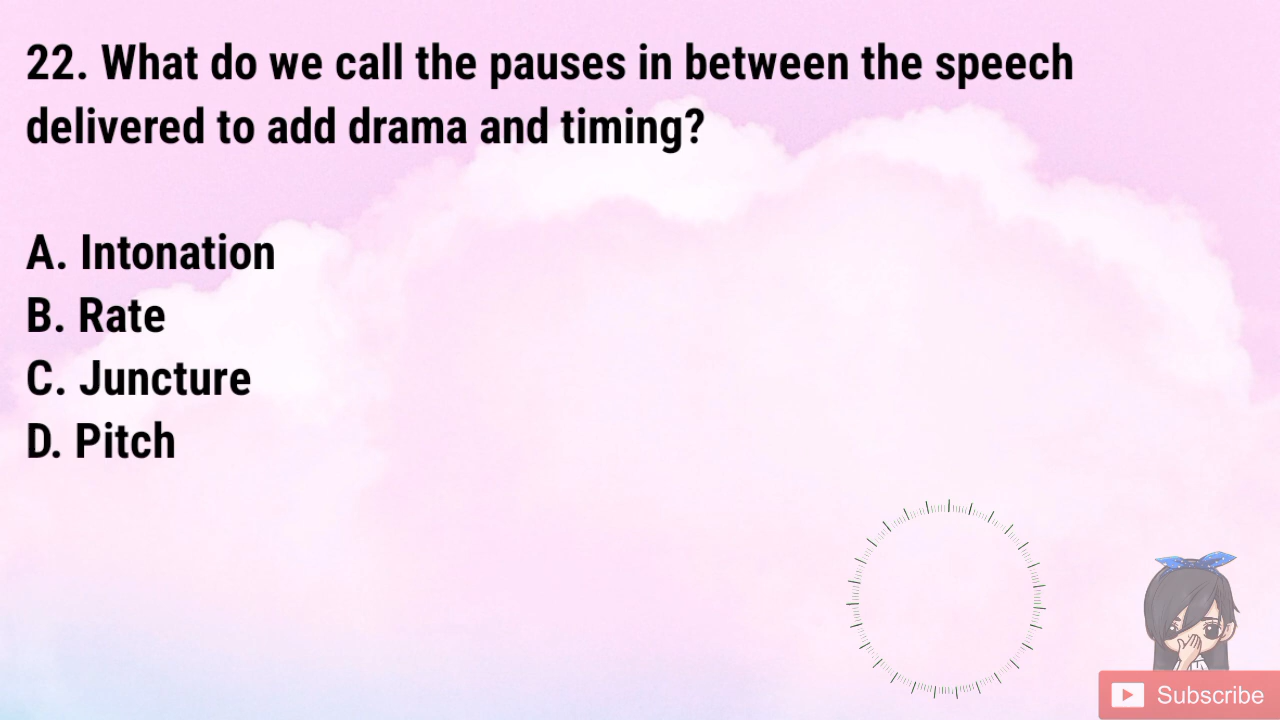 22. What do we call the pauses in between the speech
delivered to add drama and timing?
A. Intonation
B. Rate
C. Juncture
D. Pitch
Subscribe